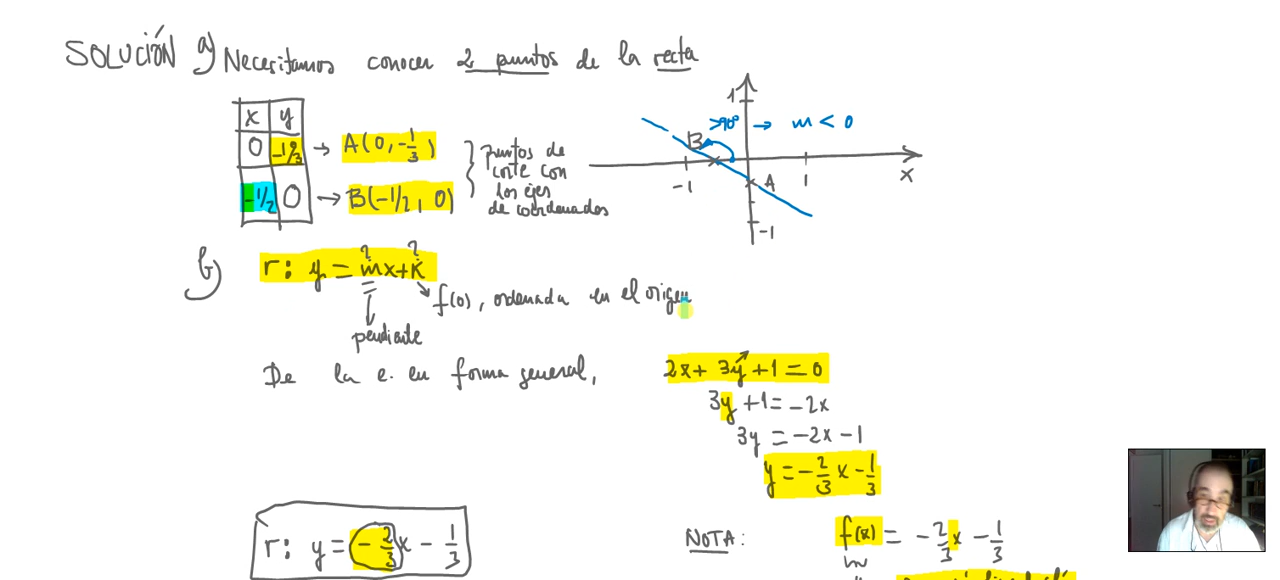 SOLUCIÓN a) Necesitamos conocer 2 puntos de la recta
x y
0 -1/3 → A(0, -1/3)
-1/2 0 → B(-1/2, 0)
puntos de
corte con
los ejes
de coordenadas
1
>90° → m < 0
B
-1 A 1 x
-1
b) r: y = mx+k
? ?
f(0), ordenada en el origen
pendiente
De la e. en forma general, 2x + 3y + 1 = 0
3y + 1 = -2x
3y = -2x - 1
y = -2/3 x - 1/3
r: y = -2/3 x - 1/3
NOTA: f(x) = -2/3 x - 1/3